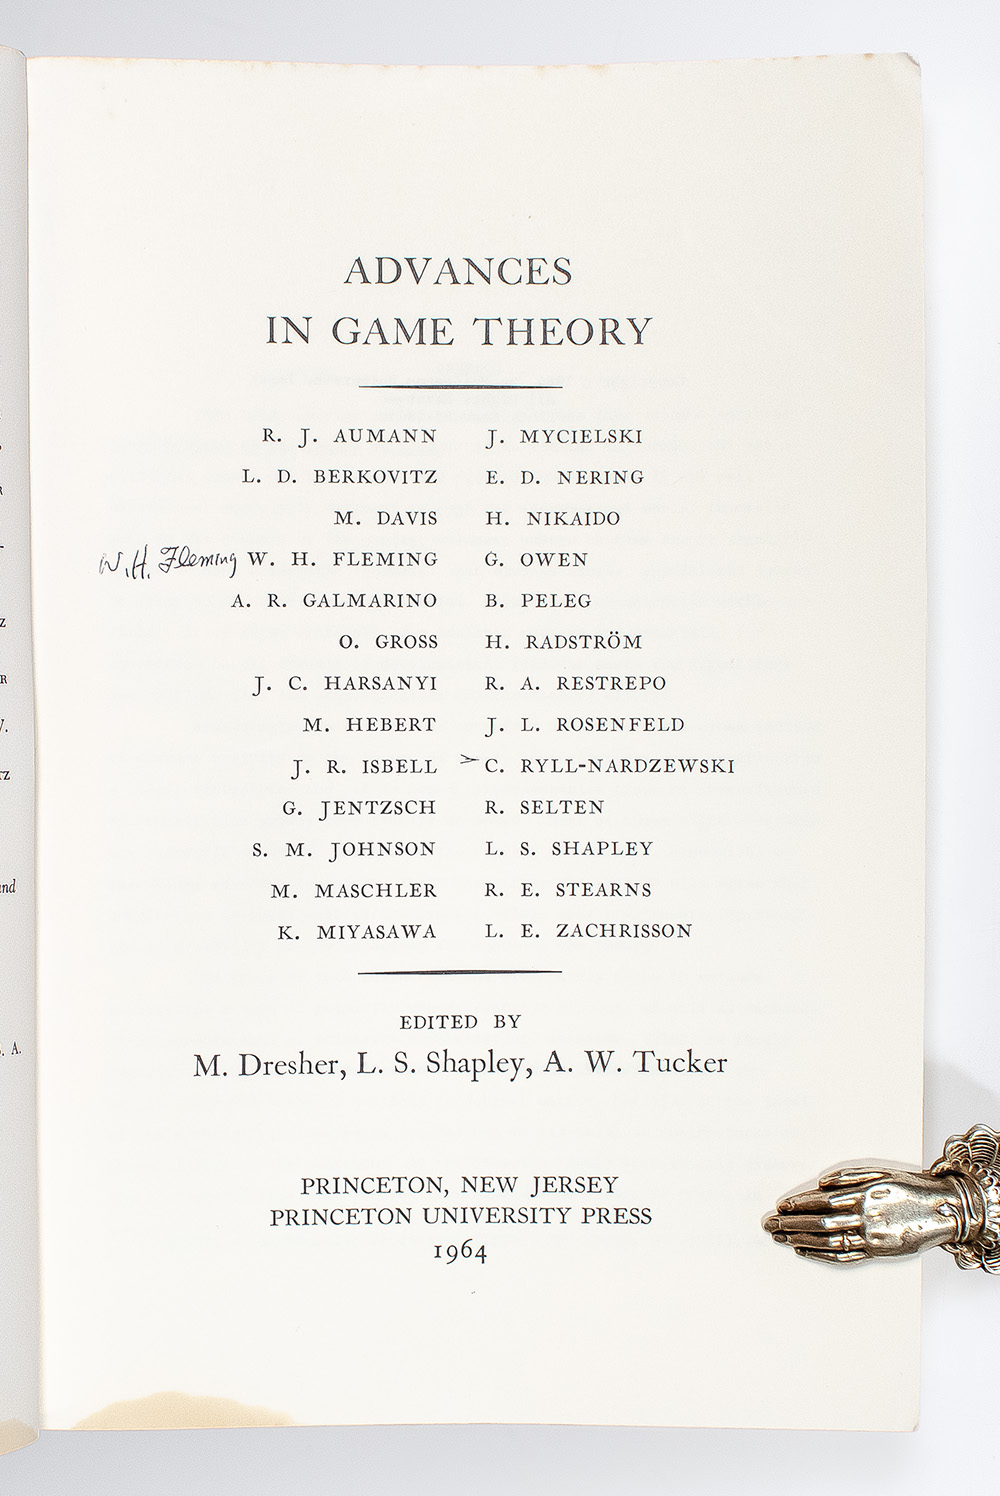 ADVANCES
IN GAME THEORY
R. J. AUMANN
L. D. BERKOVITZ
M. DAVIS
W. H. Fleming W. H. FLEMING
A. R. GALMARINO
O. GROSS
J. C. HARSANYI
M. HEBERT
J. R. ISBELL
G. JENTZSCH
S. M. JOHNSON
M. MASCHLER
K. MIYASAWA
J. MYCIELSKI
E. D. NERING
H. NIKAIDO
G. OWEN
B. PELEG
H. RADSTRÖM
R. A. RESTREPO
J. L. ROSENFELD
C. RYLL-NARDZEWSKI
R. SELTEN
L. S. SHAPLEY
R. E. STEARNS
L. E. ZACHRISSON
EDITED BY
M. Dresher, L. S. Shapley, A. W. Tucker
PRINCETON, NEW JERSEY
PRINCETON UNIVERSITY PRESS
1964